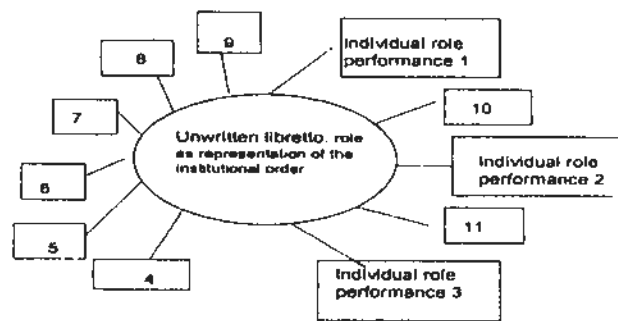 9
Individual role
performance 1
8
10
7
Unwritten libretto, role
as representation of the
institutional order
Individual role
performance 2
6
11
5
4
Individual role
performance 3